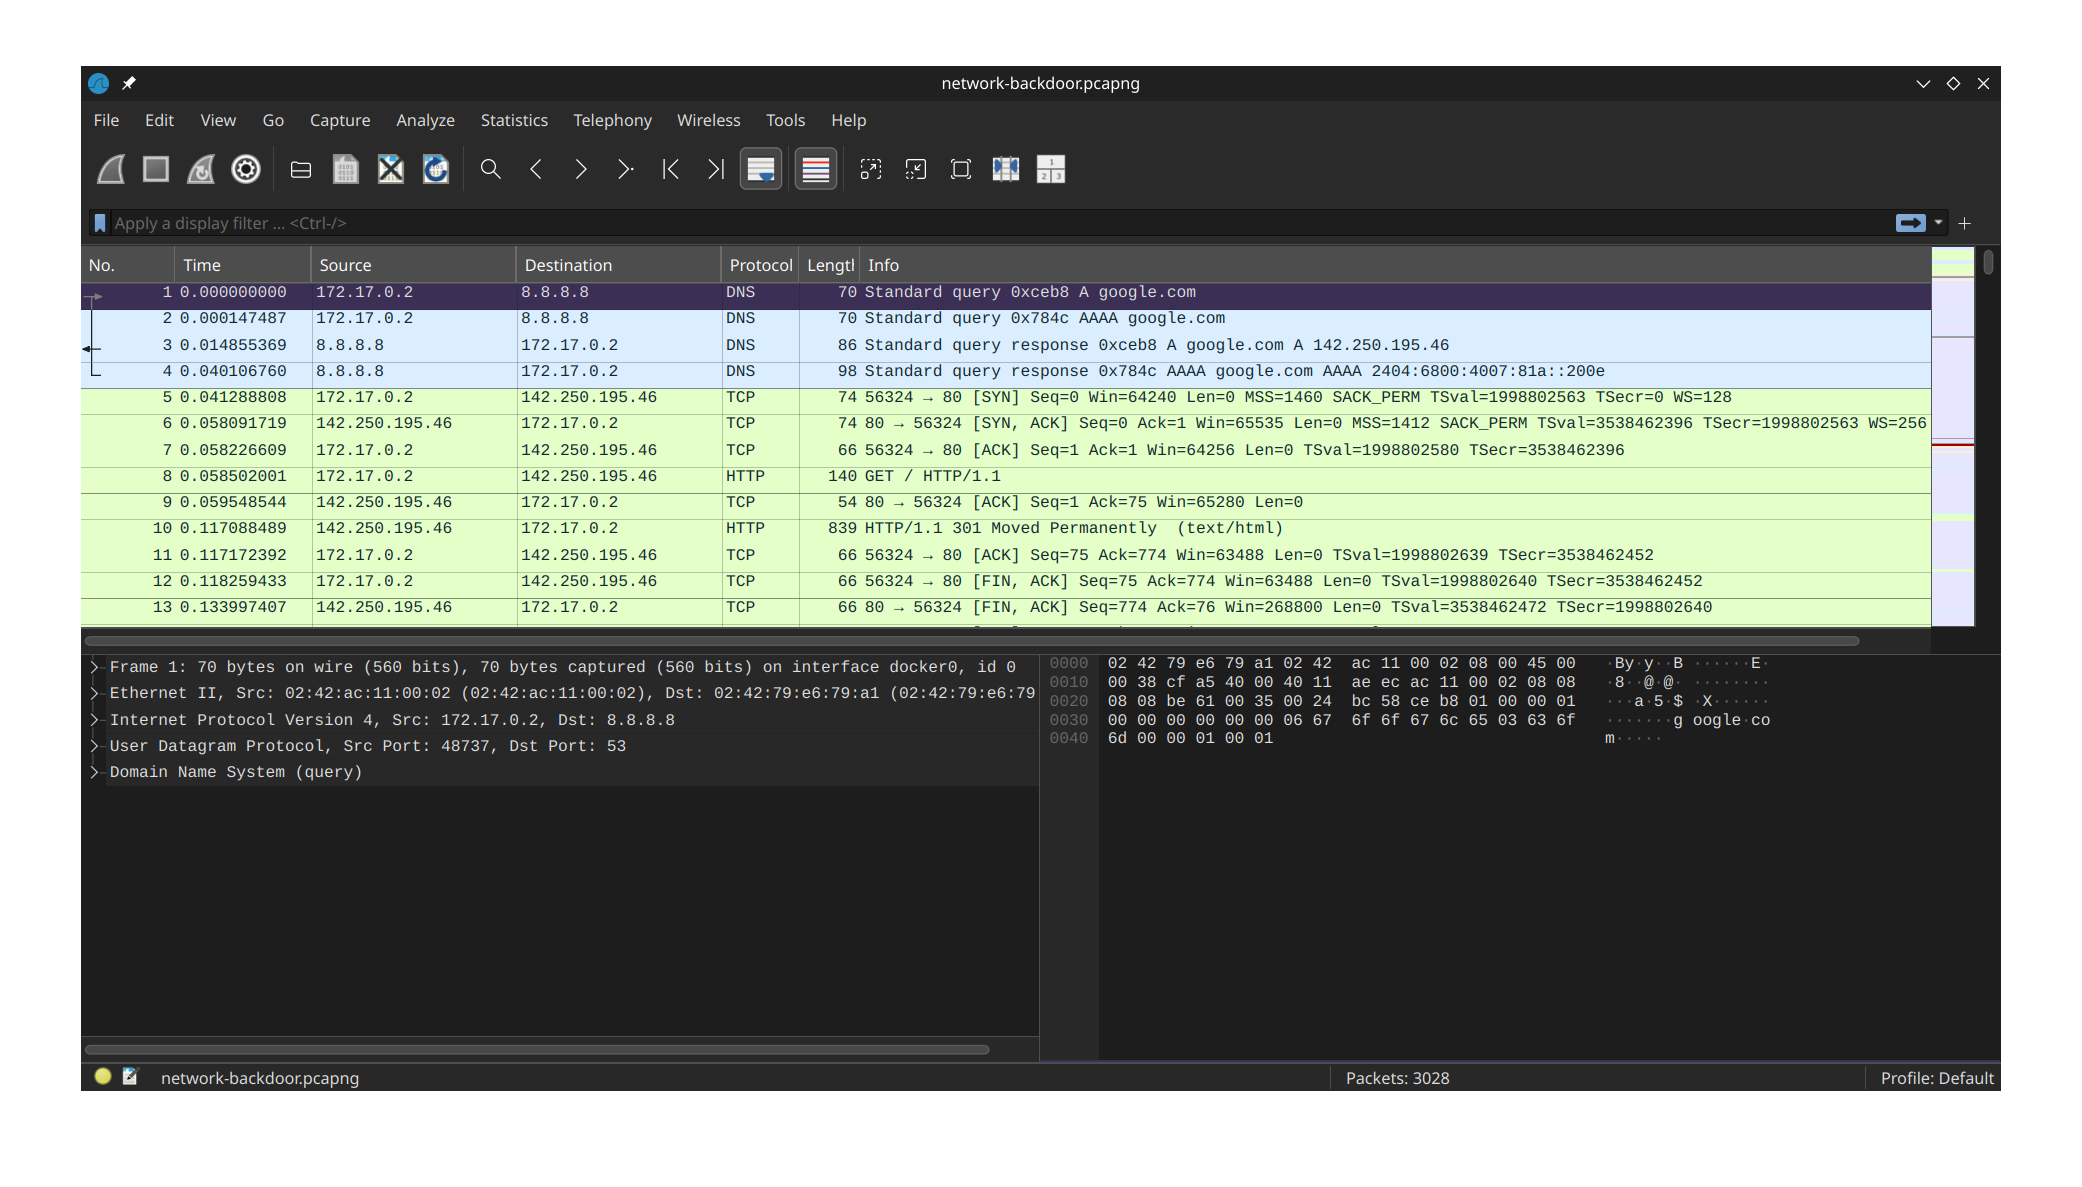 network-backdoor.pcapng
File Edit View Go Capture Analyze Statistics Telephony Wireless Tools Help
Apply a display filter ... <Ctrl-/>
No. Time Source Destination Protocol Lengtl Info
1 0.000000000 172.17.0.2 8.8.8.8 DNS 70 Standard query 0xceb8 A google.com
2 0.000147487 172.17.0.2 8.8.8.8 DNS 70 Standard query 0x784c AAAA google.com
3 0.014855369 8.8.8.8 172.17.0.2 DNS 86 Standard query response 0xceb8 A google.com A 142.250.195.46
4 0.040106760 8.8.8.8 172.17.0.2 DNS 98 Standard query response 0x784c AAAA google.com AAAA 2404:6800:4007:81a::200e
5 0.041288808 172.17.0.2 142.250.195.46 TCP 74 56324 → 80 [SYN] Seq=0 Win=64240 Len=0 MSS=1460 SACK_PERM TSval=1998802563 TSecr=0 WS=128
6 0.058091719 142.250.195.46 172.17.0.2 TCP 74 80 → 56324 [SYN, ACK] Seq=0 Ack=1 Win=65535 Len=0 MSS=1412 SACK_PERM TSval=3538462396 TSecr=1998802563 WS=256
7 0.058226609 172.17.0.2 142.250.195.46 TCP 66 56324 → 80 [ACK] Seq=1 Ack=1 Win=64256 Len=0 TSval=1998802580 TSecr=3538462396
8 0.058502001 172.17.0.2 142.250.195.46 HTTP 140 GET / HTTP/1.1
9 0.059548544 142.250.195.46 172.17.0.2 TCP 54 80 → 56324 [ACK] Seq=1 Ack=75 Win=65280 Len=0
10 0.117088489 142.250.195.46 172.17.0.2 HTTP 839 HTTP/1.1 301 Moved Permanently  (text/html)
11 0.117172392 172.17.0.2 142.250.195.46 TCP 66 56324 → 80 [ACK] Seq=75 Ack=774 Win=63488 Len=0 TSval=1998802639 TSecr=3538462452
12 0.118259433 172.17.0.2 142.250.195.46 TCP 66 56324 → 80 [FIN, ACK] Seq=75 Ack=774 Win=63488 Len=0 TSval=1998802640 TSecr=3538462452
13 0.133997407 142.250.195.46 172.17.0.2 TCP 66 80 → 56324 [FIN, ACK] Seq=774 Ack=76 Win=268800 Len=0 TSval=3538462472 TSecr=1998802640
Frame 1: 70 bytes on wire (560 bits), 70 bytes captured (560 bits) on interface docker0, id 0
Ethernet II, Src: 02:42:ac:11:00:02 (02:42:ac:11:00:02), Dst: 02:42:79:e6:79:a1 (02:42:79:e6:79
Internet Protocol Version 4, Src: 172.17.0.2, Dst: 8.8.8.8
User Datagram Protocol, Src Port: 48737, Dst Port: 53
Domain Name System (query)
0000 02 42 79 e6 79 a1 02 42 ac 11 00 02 08 00 45 00 ·By·y··B ······E·
0010 00 38 cf a5 40 00 40 11 ae ec ac 11 00 02 08 08 ·8··@·@· ········
0020 08 08 be 61 00 35 00 24 bc 58 ce b8 01 00 00 01 ···a·5·$ ·X······
0030 00 00 00 00 00 00 06 67 6f 6f 67 6c 65 03 63 6f ·······g oogle·co
0040 6d 00 00 01 00 01 m·····
network-backdoor.pcapng
Packets: 3028
Profile: Default